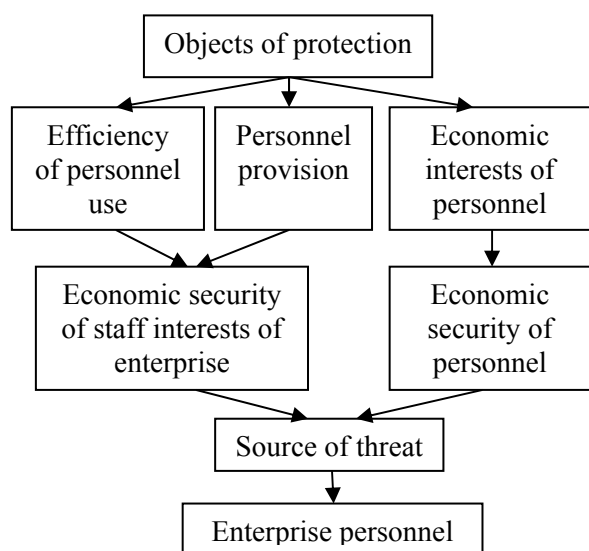 Objects of protection
Efficiency
of personnel
use
Personnel
provision
Economic
interests of
personnel
Economic security
of staff interests of
enterprise
Economic
security of
personnel
Source of threat
Enterprise personnel